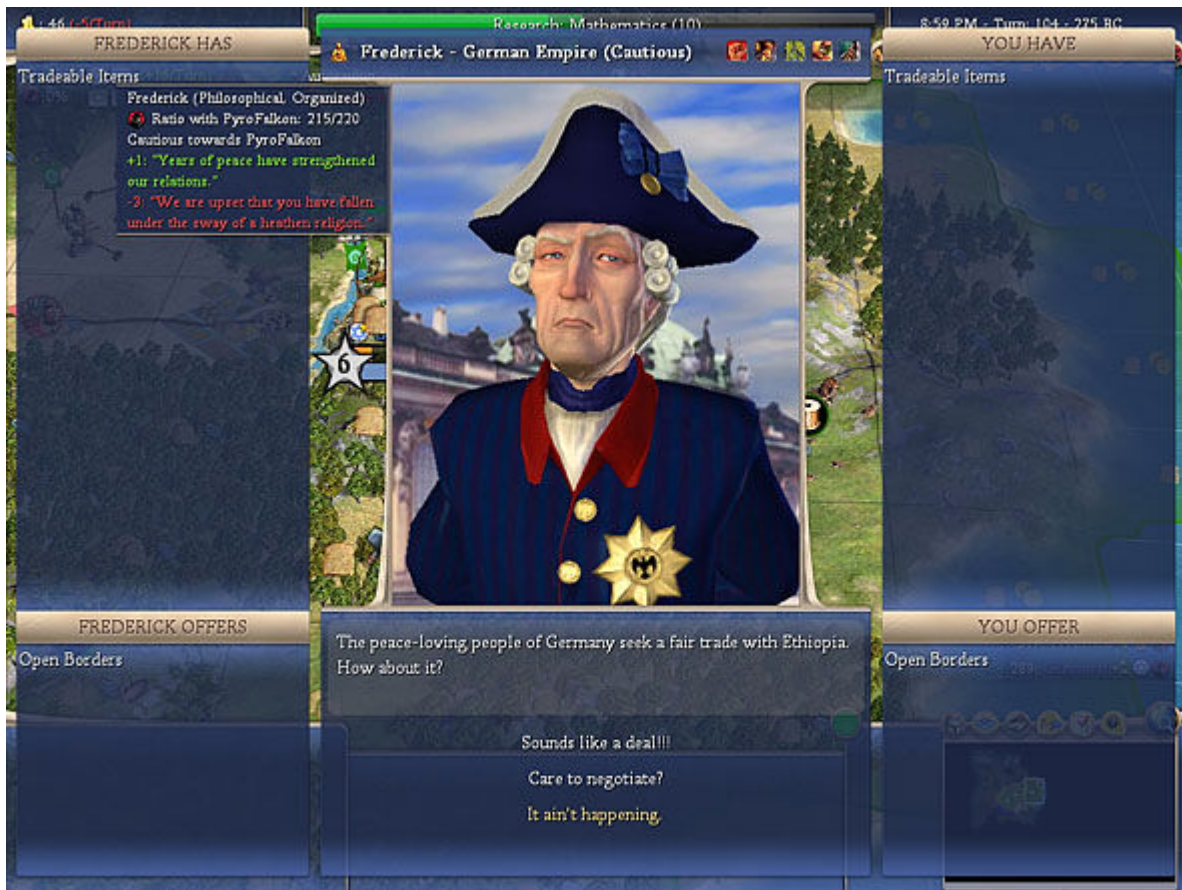 : 46 (-5/Turn)
Research: Mathematics (10)
8:59 PM - Turn: 104 - 275 BC
FREDERICK HAS
Frederick - German Empire (Cautious)
YOU HAVE
Tradeable Items
Tradeable Items
Frederick (Philosophical, Organized)
Ratio with PyroFalkon: 215/220
Cautious towards PyroFalkon
+1: "Years of peace have strengthened
our relations."
-3: "We are upset that you have fallen
under the sway of a heathen religion."
6
FREDERICK OFFERS
YOU OFFER
Open Borders
The peace-loving people of Germany seek a fair trade with Ethiopia.
How about it?
Open Borders
Sounds like a deal!!!
Care to negotiate?
It ain't happening.